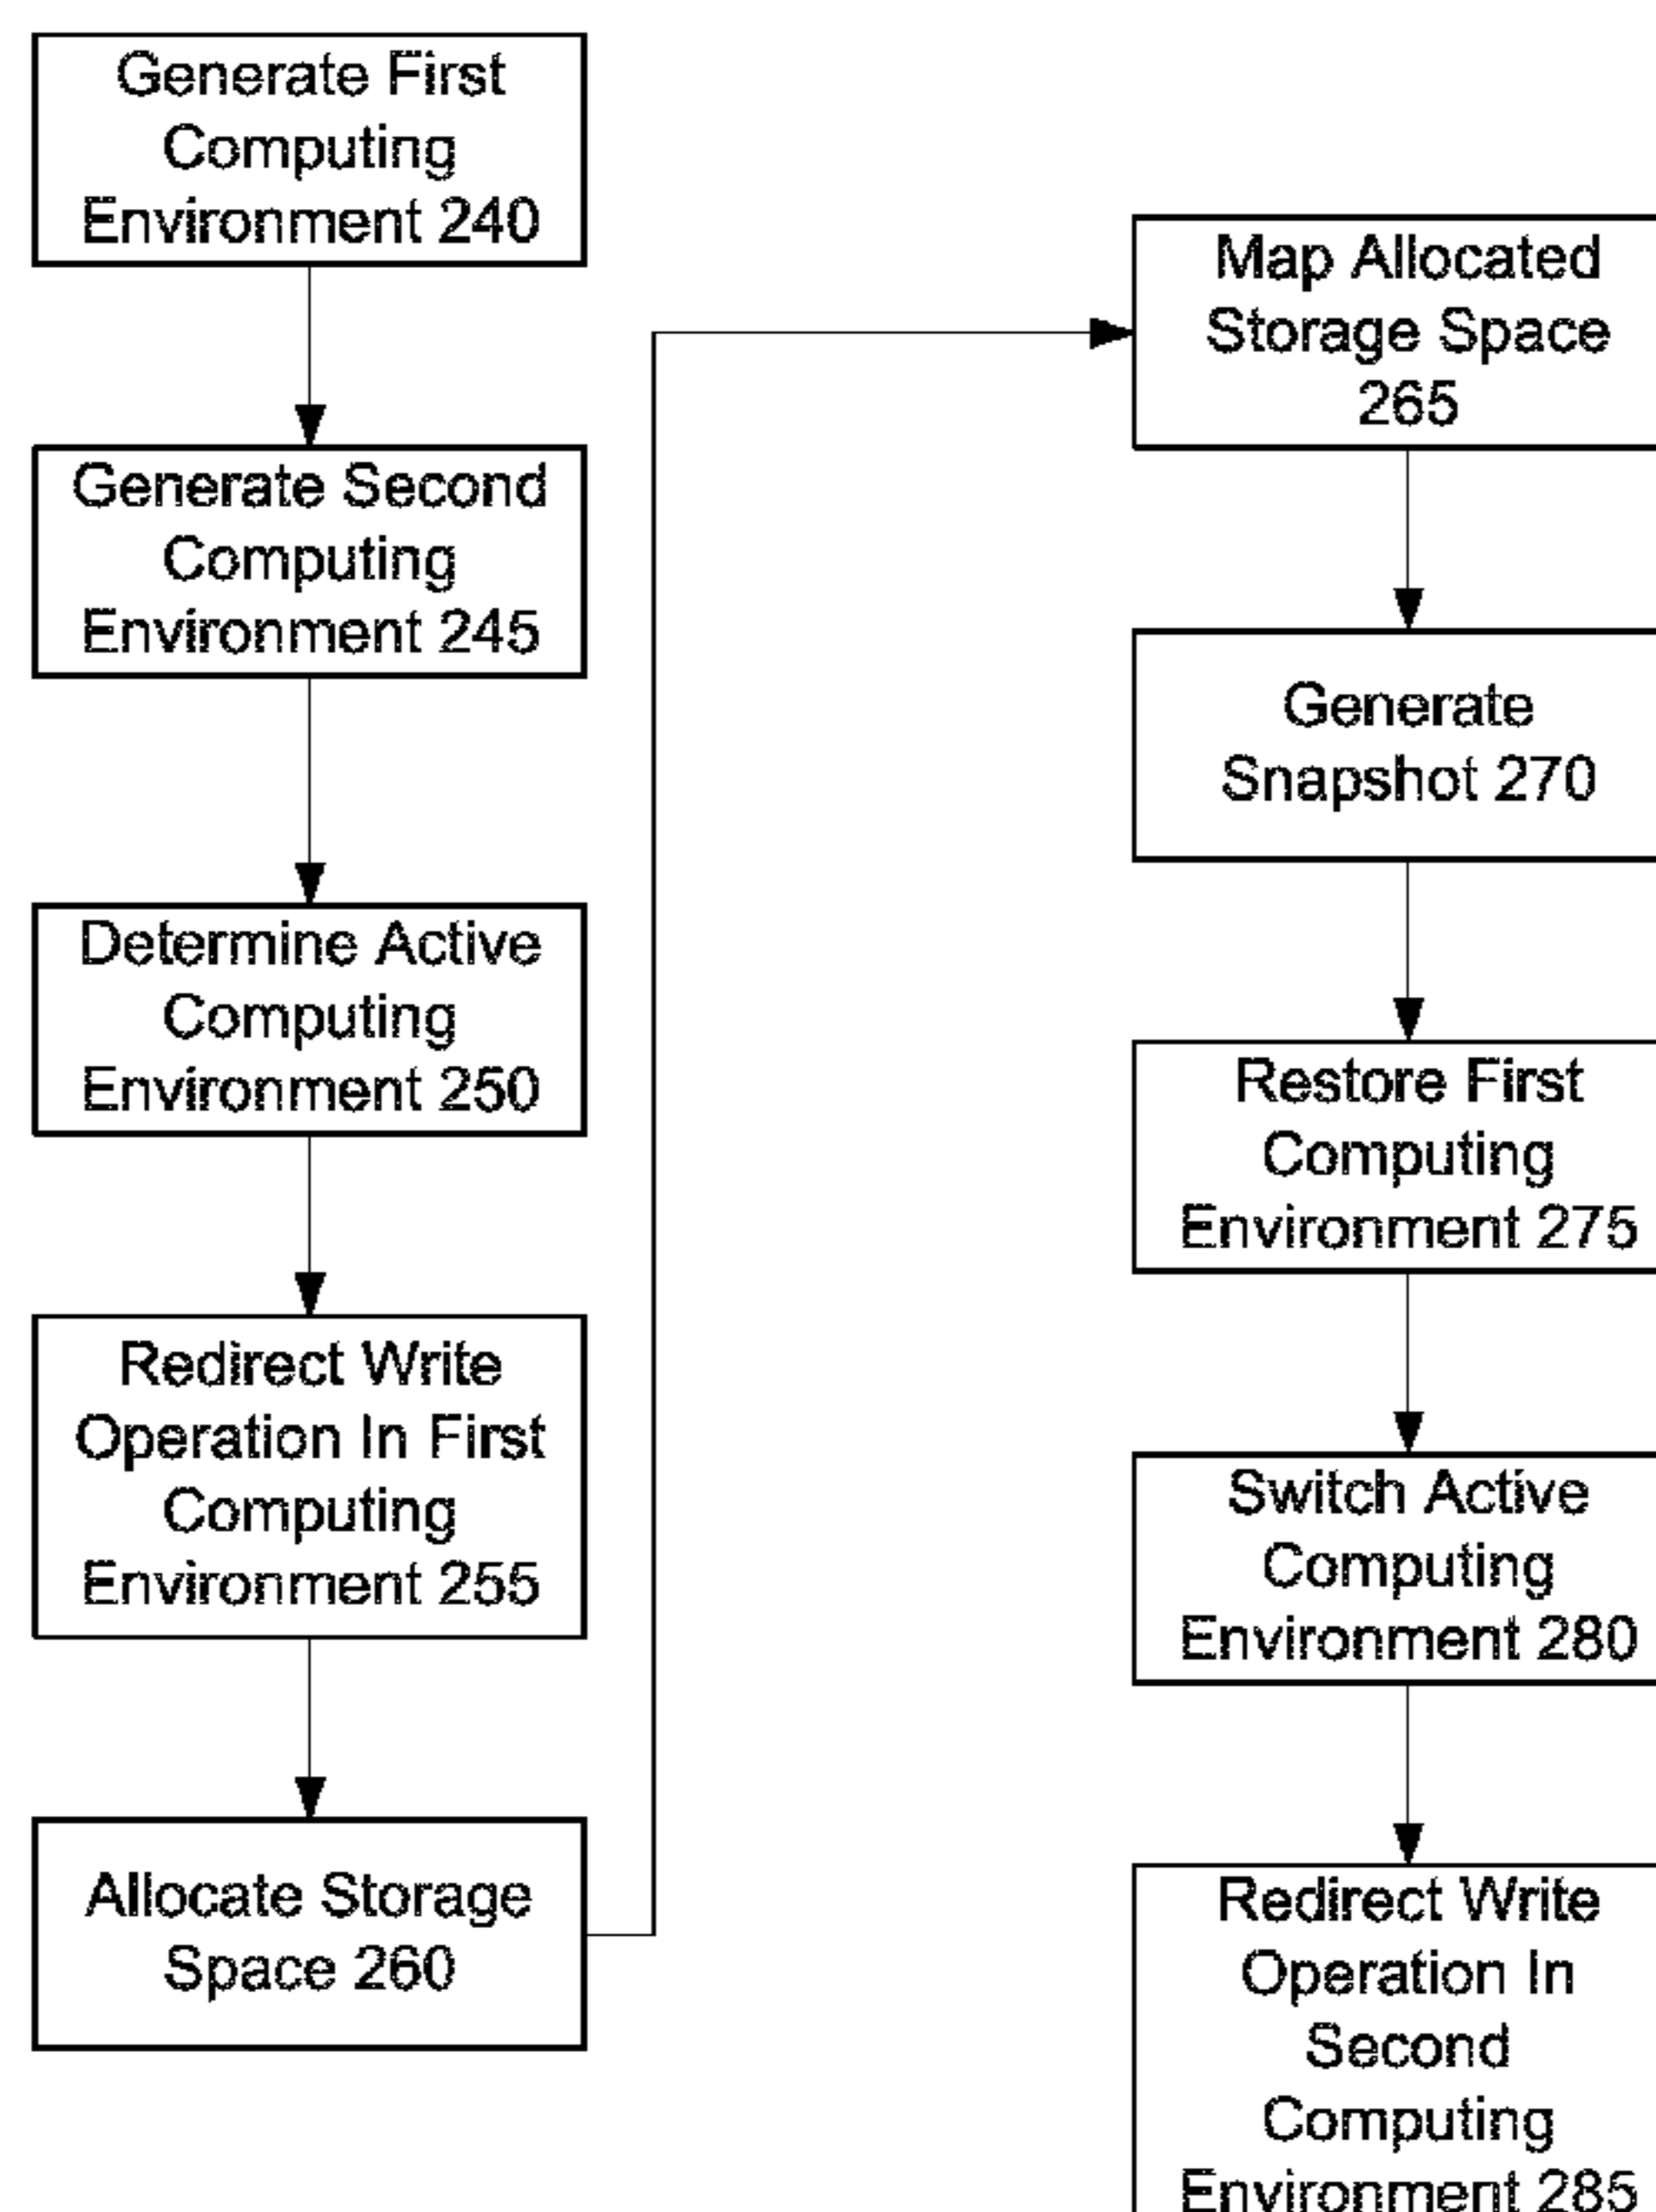 Generate First
Computing
Environment 240
Generate Second
Computing
Environment 245
Determine Active
Computing
Environment 250
Redirect Write
Operation In First
Computing
Environment 255
Allocate Storage
Space 260
Map Allocated
Storage Space
265
Generate
Snapshot 270
Restore First
Computing
Environment 275
Switch Active
Computing
Environment 280
Redirect Write
Operation In
Second
Computing
Environment 285